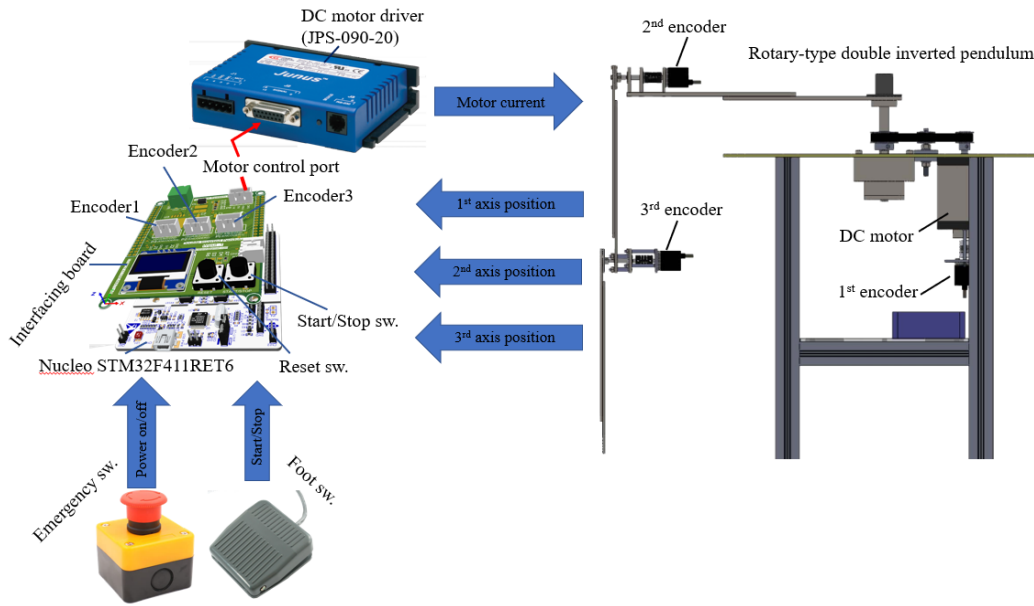 DC motor driver
(JPS-090-20)
Junus
Motor current
2nd encoder
Rotary-type double inverted pendulum
Encoder2
Motor control port
Encoder1
Encoder3
1st axis position
3rd encoder
DC motor
2nd axis position
1st encoder
Interfacing board
Start/Stop sw.
3rd axis position
Nucleo STM32F411RET6
Reset sw.
Power on/off
Start/Stop
Emergency sw.
Foot sw.